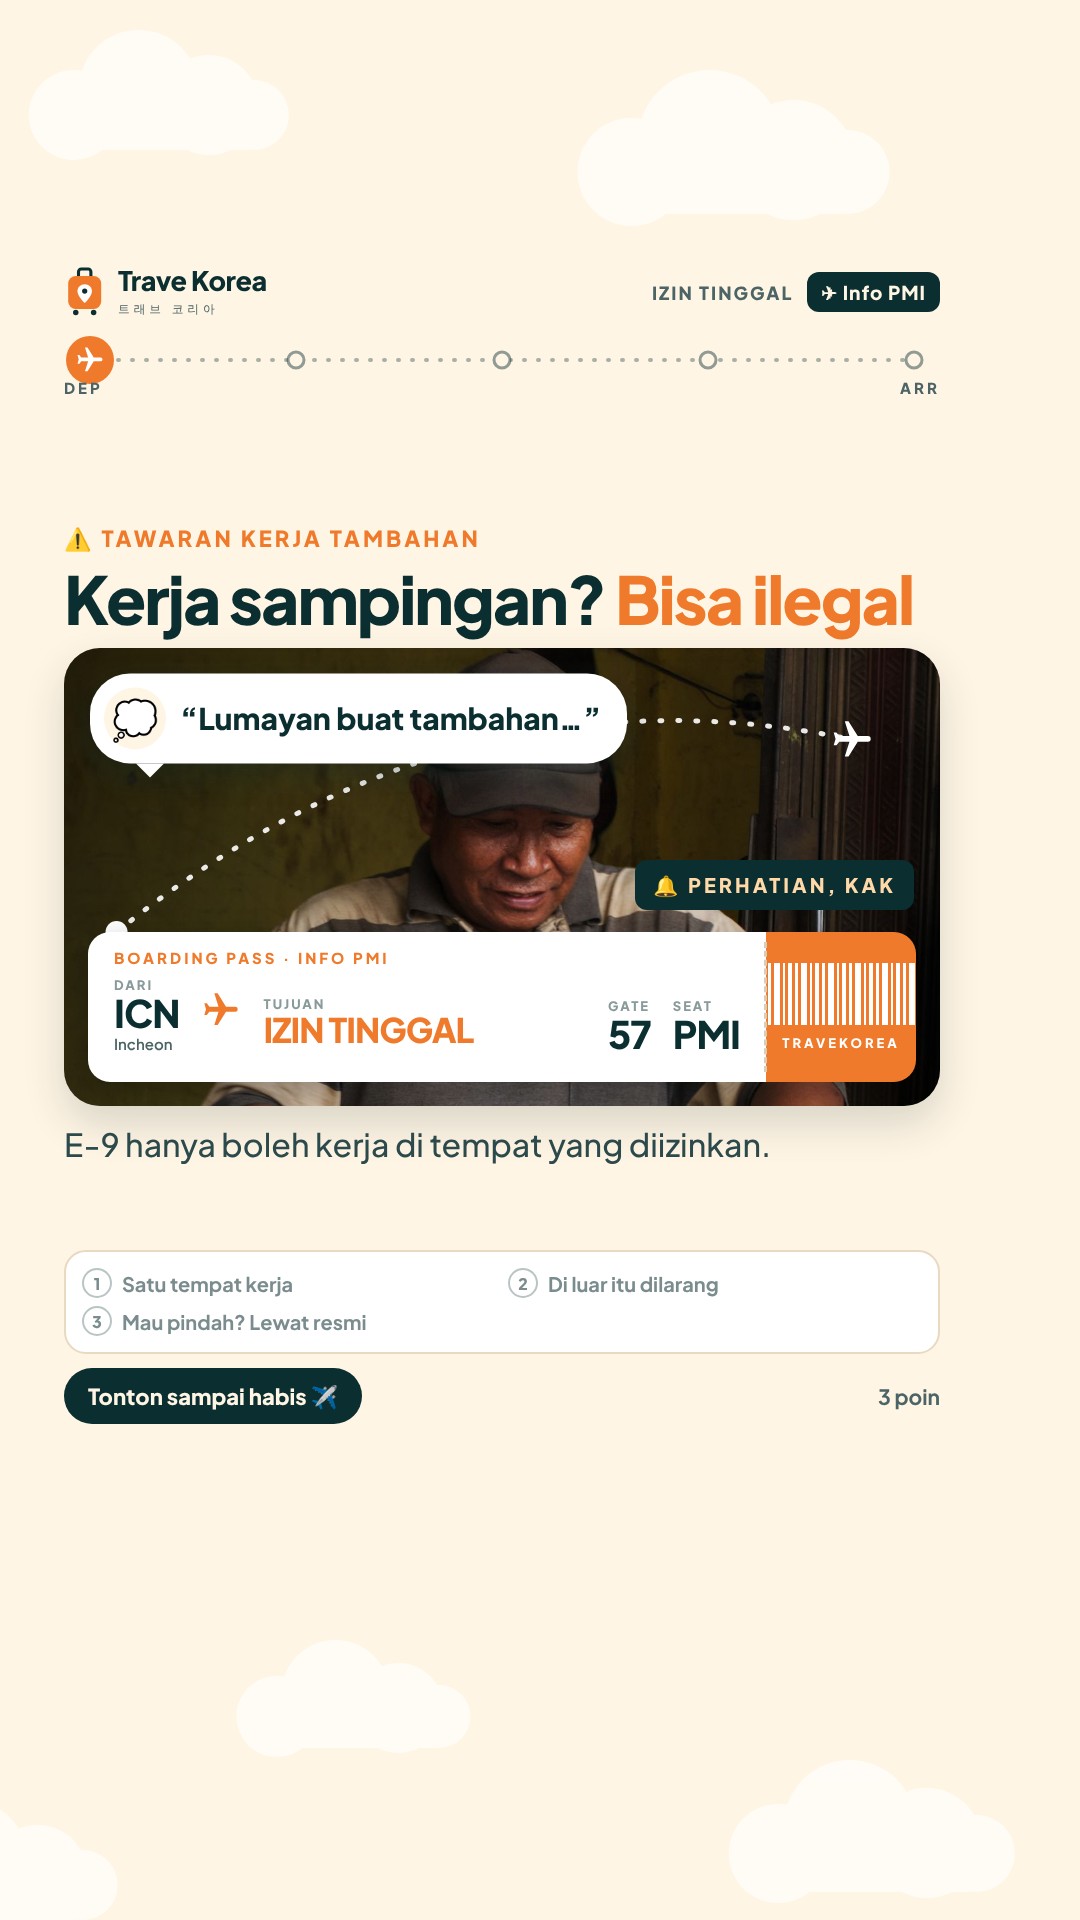 Trave Korea
트래브 코리아
IZIN TINGGAL
✈ Info PMI
DEP
ARR
⚠️ TAWARAN KERJA TAMBAHAN
Kerja sampingan? Bisa ilegal
“Lumayan buat tambahan…”
🔔 PERHATIAN, KAK
BOARDING PASS · INFO PMI
DARI
ICN
Incheon
TUJUAN
IZIN TINGGAL
GATE
57
SEAT
PMI
TRAVEKOREA
E-9 hanya boleh kerja di tempat yang diizinkan.
1 Satu tempat kerja
2 Di luar itu dilarang
3 Mau pindah? Lewat resmi
Tonton sampai habis ✈️
3 poin